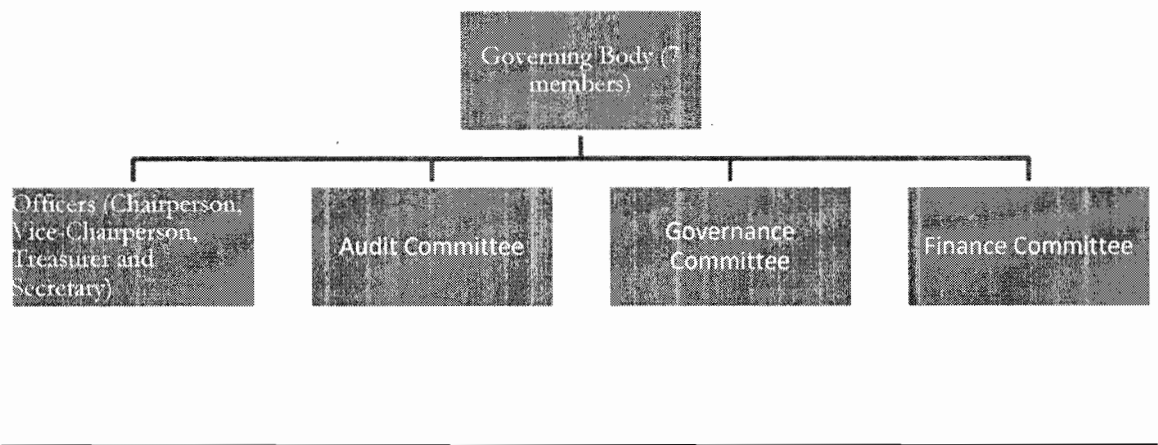 Governing Body (7
members)
Officers (Chairperson,
Vice-Chairperson,
Treasurer and
Secretary)
Audit Committee
Governance
Committee
Finance Committee